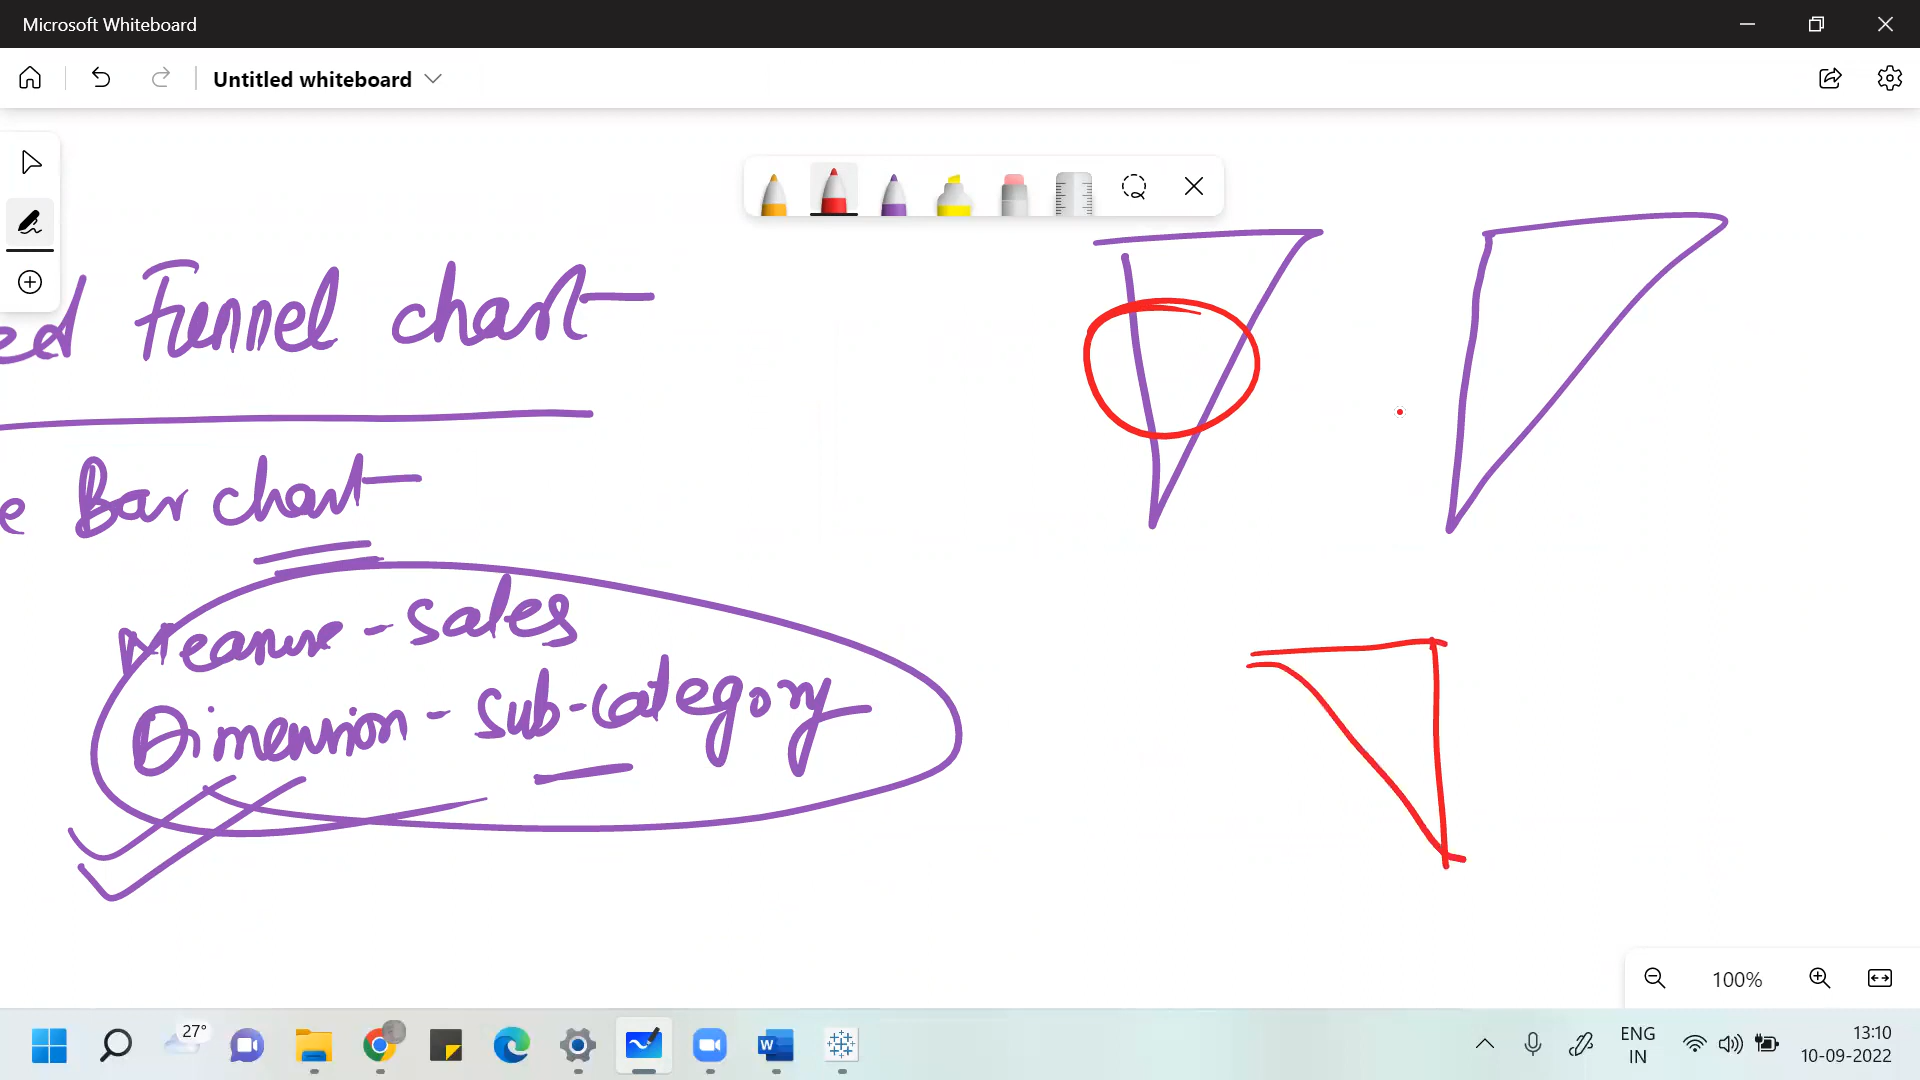 Microsoft Whiteboard
Untitled whiteboard
ed Funnel chart
e Bar chart
Measure - Sales
Dimension - Sub-category
100%
27°
W
ENG
IN
13:10
10-09-2022